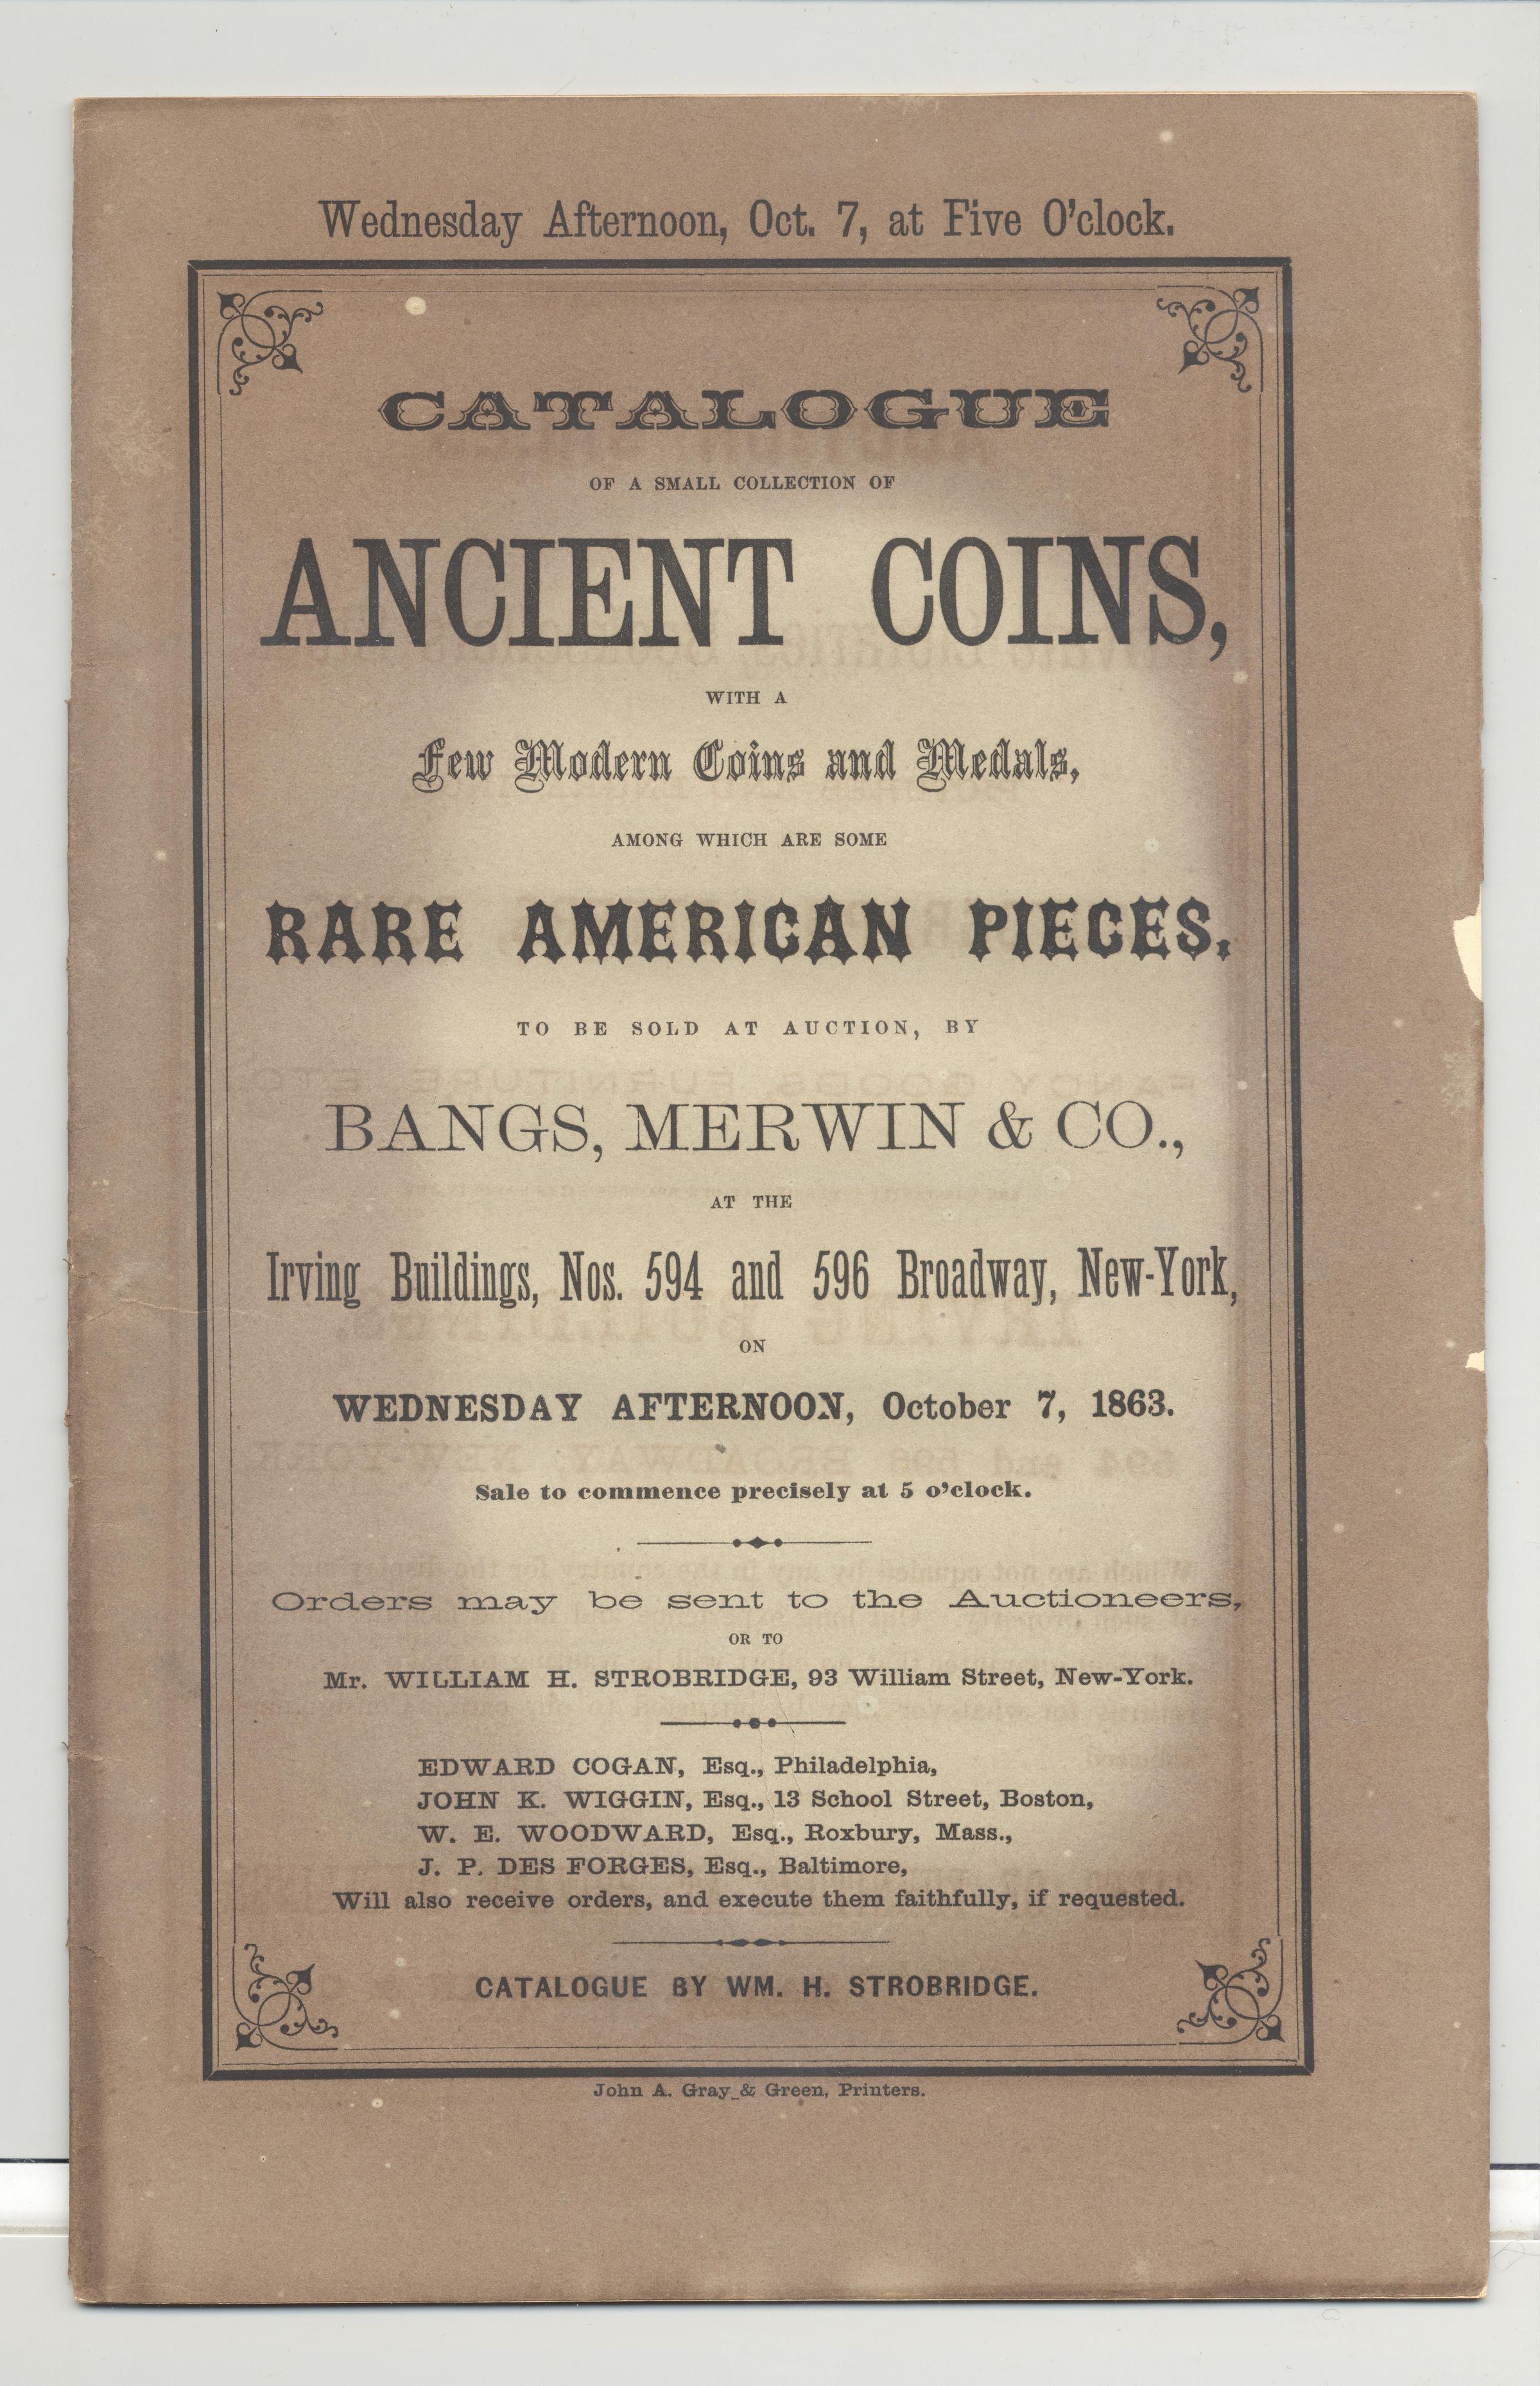 Wednesday Afternoon, Oct. 7, at Five O'clock.
CATALOGUE
OF A SMALL COLLECTION OF
ANCIENT COINS,
WITH A
Few Modern Coins and Medals,
AMONG WHICH ARE SOME
RARE AMERICAN PIECES.
TO BE SOLD AT AUCTION, BY
BANGS, MERWIN & CO.,
AT THE
Irving Buildings, Nos. 594 and 596 Broadway, New-York,
ON
WEDNESDAY AFTERNOON, October 7, 1863.
Sale to commence precisely at 5 o'clock.
Orders may be sent to the Auctioneers,
OR TO
Mr. WILLIAM H. STROBRIDGE, 93 William Street, New-York.
EDWARD COGAN, Esq., Philadelphia,
JOHN K. WIGGIN, Esq., 13 School Street, Boston,
W. E. WOODWARD, Esq., Roxbury, Mass.,
J. P. DES FORGES, Esq., Baltimore,
Will also receive orders, and execute them faithfully, if requested.
CATALOGUE BY WM. H. STROBRIDGE.
John A. Gray & Green, Printers.